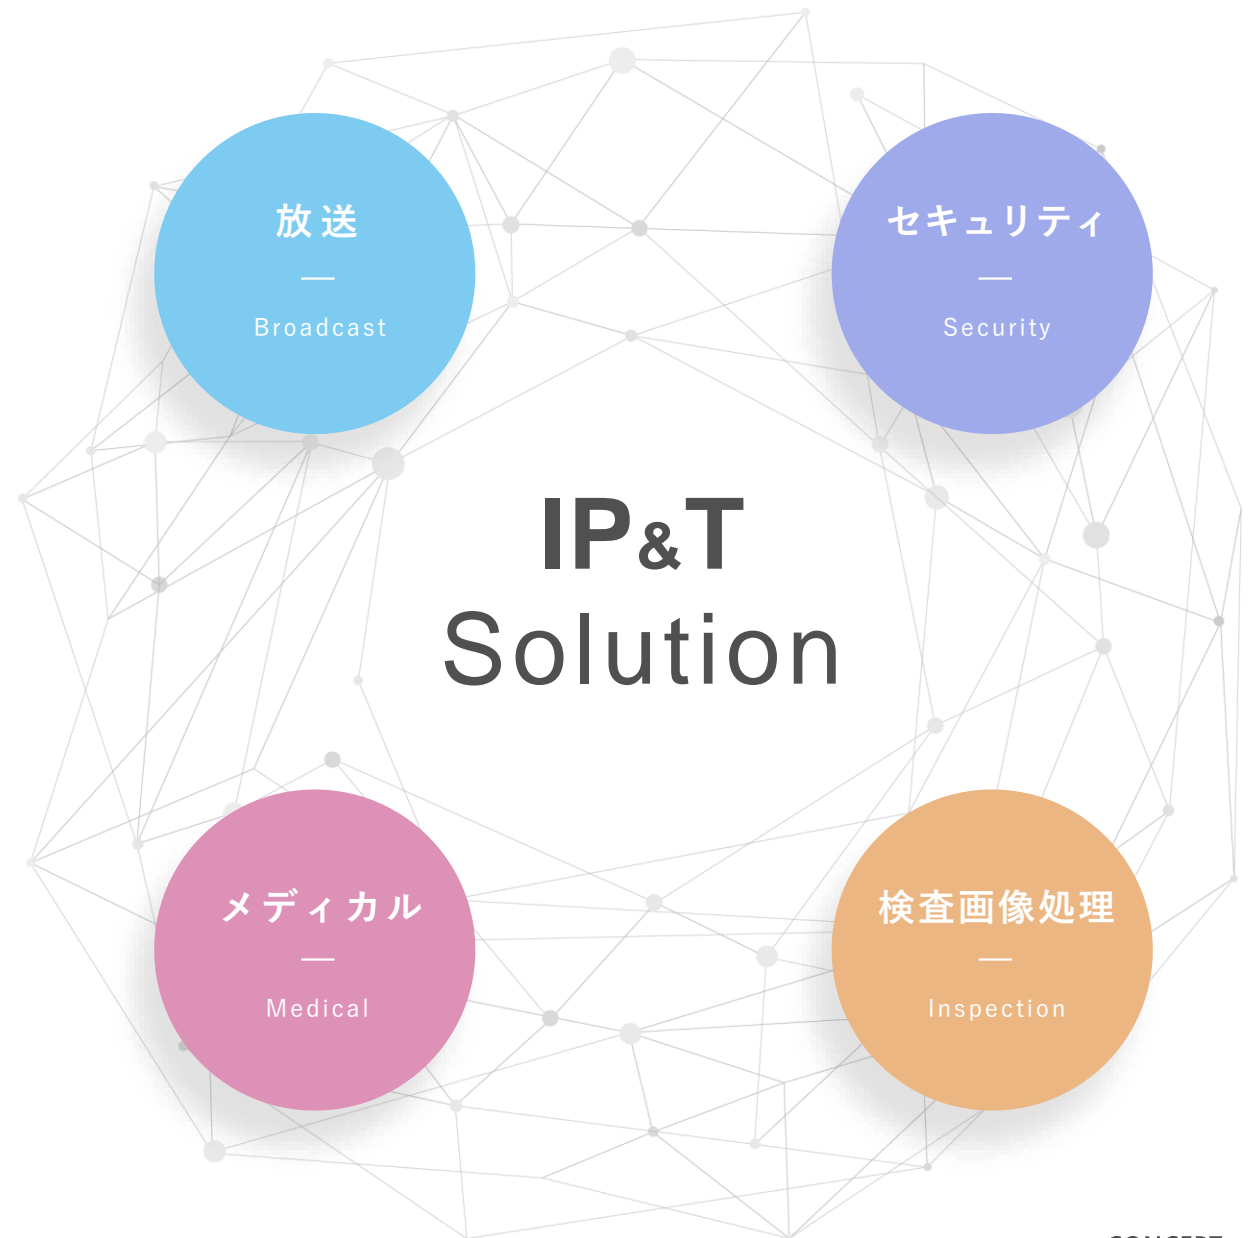 放送
Broadcast
セキュリティ
Security
IP&T
Solution
メディカル
Medical
検査画像処理
Inspection
CONCEPT